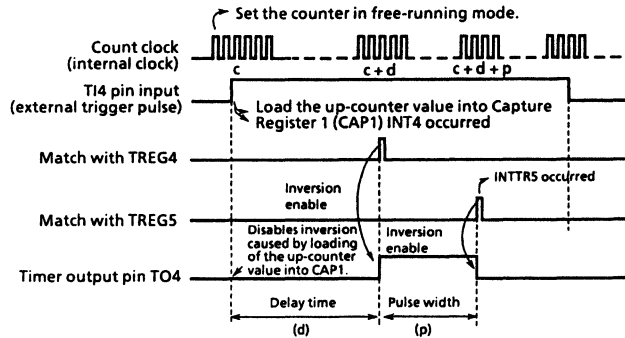 Set the counter in free-running mode.
Count clock
(internal clock)
c
c + d
c + d + p
TI4 pin input
(external trigger pulse)
Load the up-counter value into Capture
Register 1 (CAP1) INT4 occurred
Match with TREG4
Inversion
enable
INTTR5 occurred
Match with TREG5
Disables inversion
caused by loading
of the up-counter
value into CAP1.
Inversion
enable
Timer output pin TO4
Delay time
(d)
Pulse width
(p)